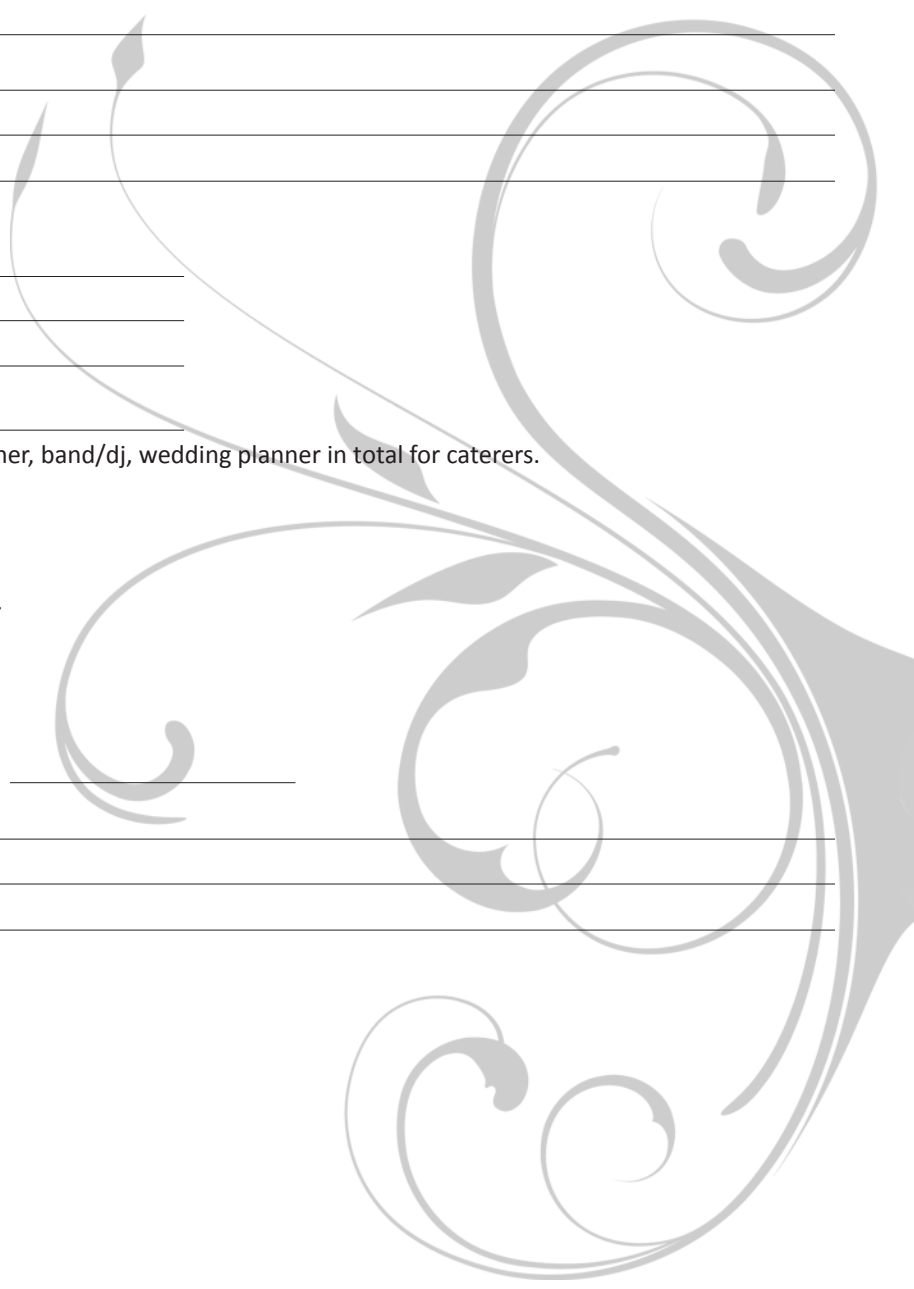 ner, band/dj, wedding planner in total for caterers.
.